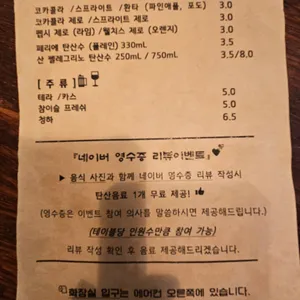 코카콜라 /스프라이트 /환타 (파인애플, 포도) 3.0
코카콜라 제로 /스프라이트 제로 3.0
펩시 제로 (라임) /웰치스 제로 (오렌지) 3.0
페리에 탄산수 (플레인) 330mL 3.5
산 펠레그리노 탄산수 250mL / 750mL 3.5/8.0
[ 주류 ]
테라 /카스 5.0
참이슬 프레쉬 5.0
청하 6.5
『네이버 영수증 리뷰이벤트』
▶ 음식 사진과 함께 네이버 영수증 리뷰 작성시
탄산음료 1개 무료 제공!
(영수증은 이벤트 참여 의사를 말씀하시면 제공해드립니다.)
(테이블당 인원수만큼 참여 가능)
리뷰 작성 확인 후 음료 제공해드리겠습니다.
화장실 입구는 에어컨 오른쪽에 있습니다.